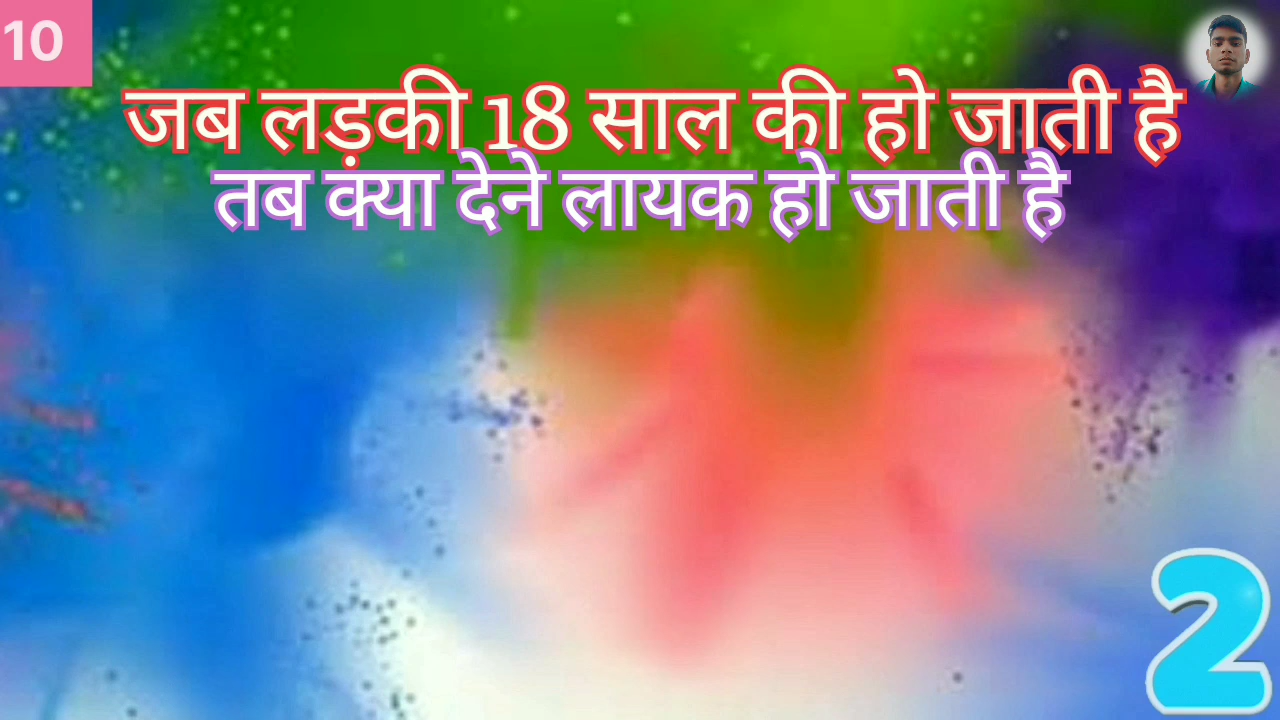 10
जब लड़की 18 साल की हो जाती है
तब क्या देने लायक हो जाती है
2